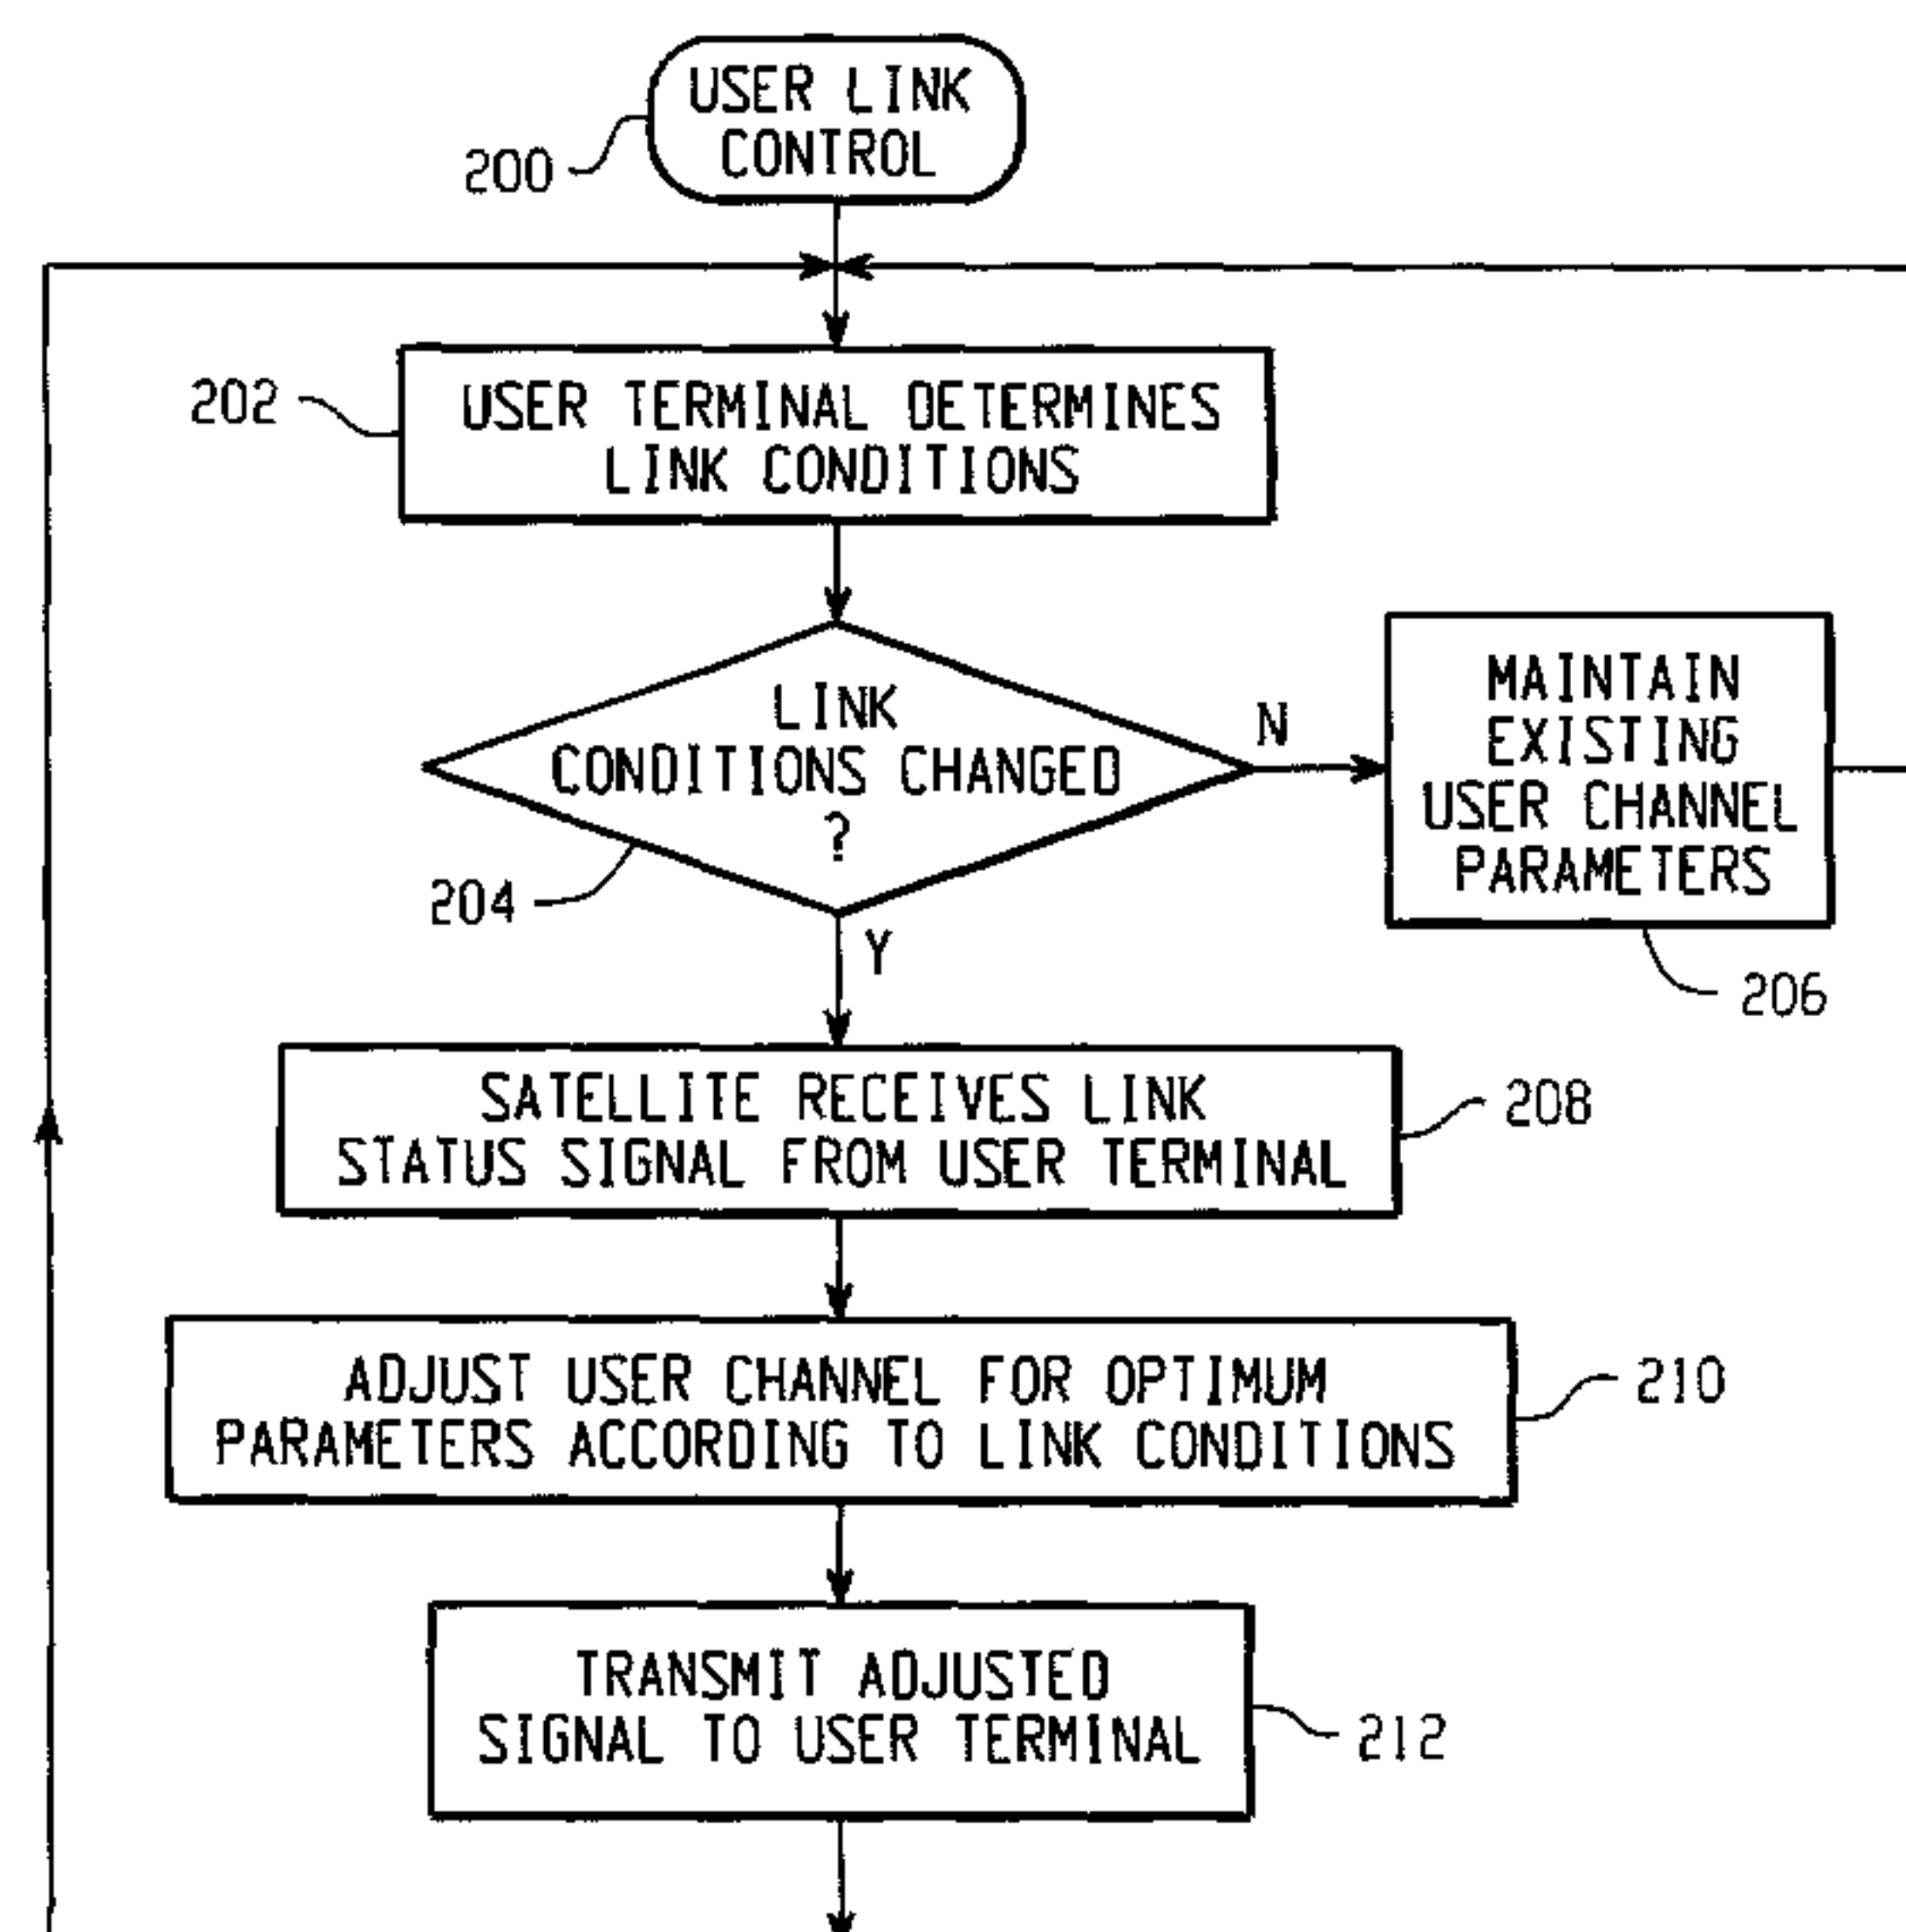 USER LINK
CONTROL
200
202
USER TERMINAL DETERMINES
LINK CONDITIONS
LINK
CONDITIONS CHANGED
?
204
N
Y
MAINTAIN
EXISTING
USER CHANNEL
PARAMETERS
206
SATELLITE RECEIVES LINK
STATUS SIGNAL FROM USER TERMINAL
208
ADJUST USER CHANNEL FOR OPTIMUM
PARAMETERS ACCORDING TO LINK CONDITIONS
210
TRANSMIT ADJUSTED
SIGNAL TO USER TERMINAL
212